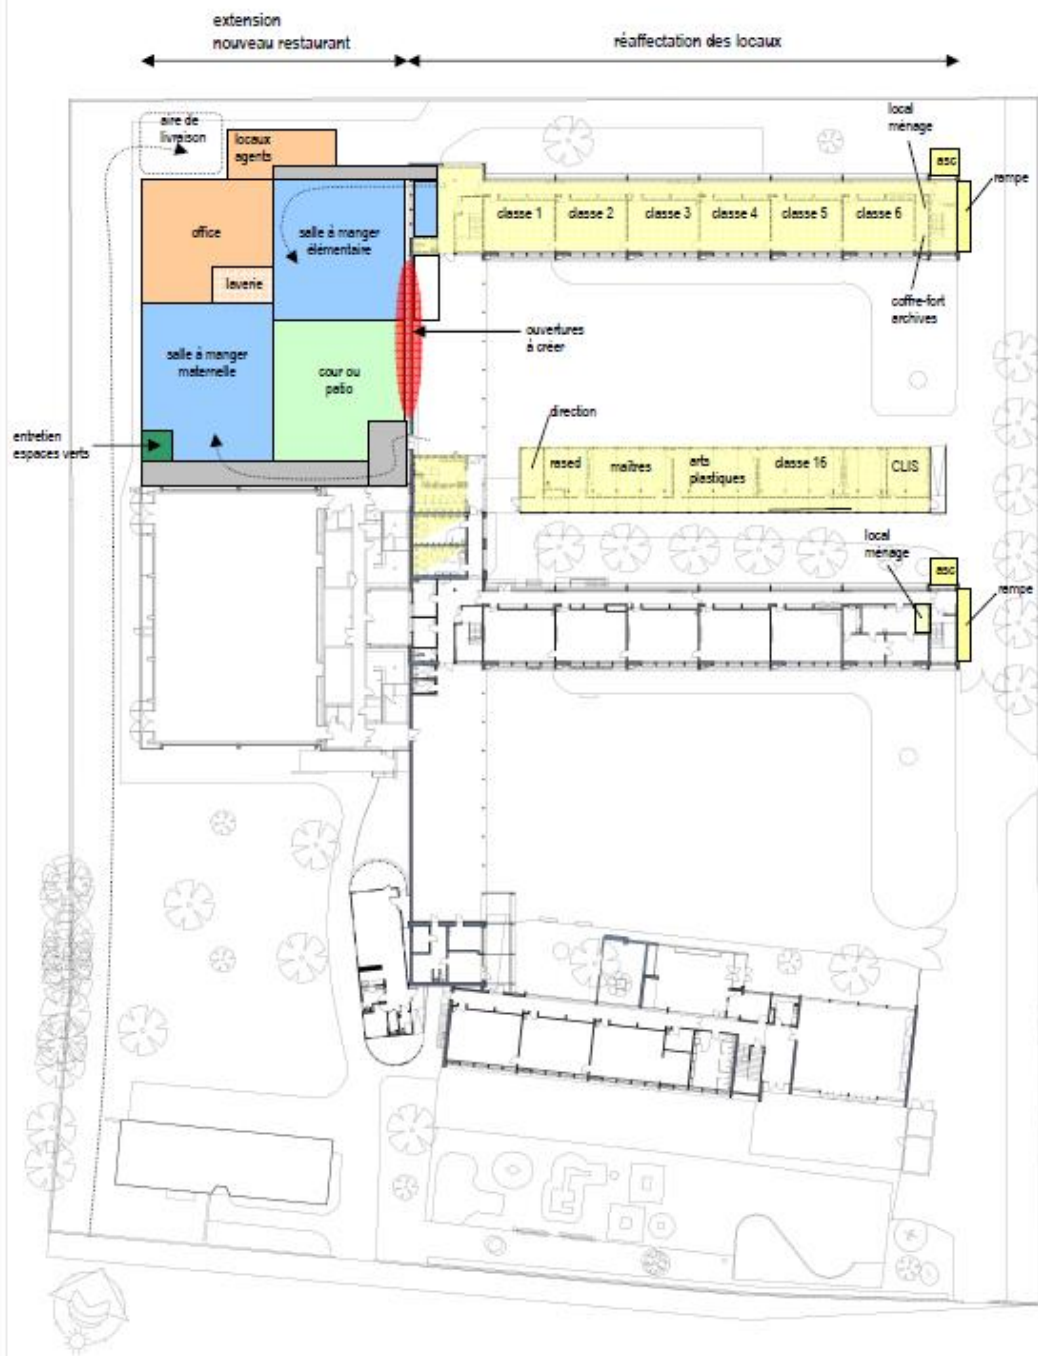 extension
nouveau restaurant
réaffectation des locaux
aire de
livraison
locaux
agents
local
ménage
asc
rampe
office
salle à manger
élémentaire
classe 1
classe 2
classe 3
classe 4
classe 5
classe 6
laverie
coffre-fort
archives
ouvertures
à créer
salle à manger
maternelle
cour ou
patio
direction
entretien
espaces verts
rased
maîtres
arts
plastiques
classe 16
CLIS
local
ménage
asc
rampe